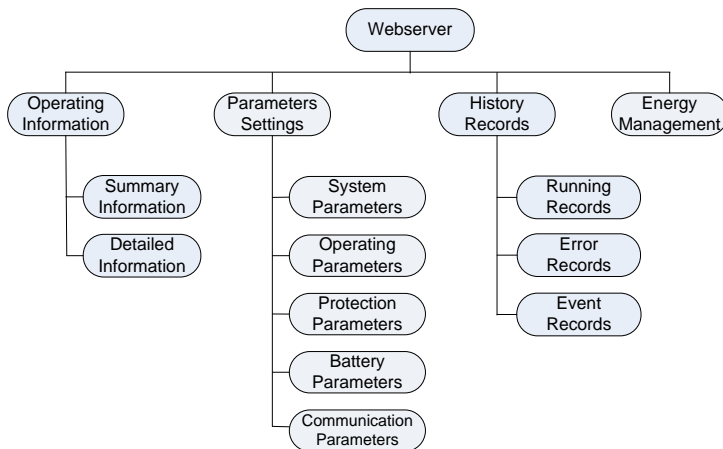 Webserver
Operating
Information
Parameters
Settings
History
Records
Energy
Management
Summary
Information
Detailed
Information
System
Parameters
Operating
Parameters
Protection
Parameters
Battery
Parameters
Communication
Parameters
Running
Records
Error
Records
Event
Records